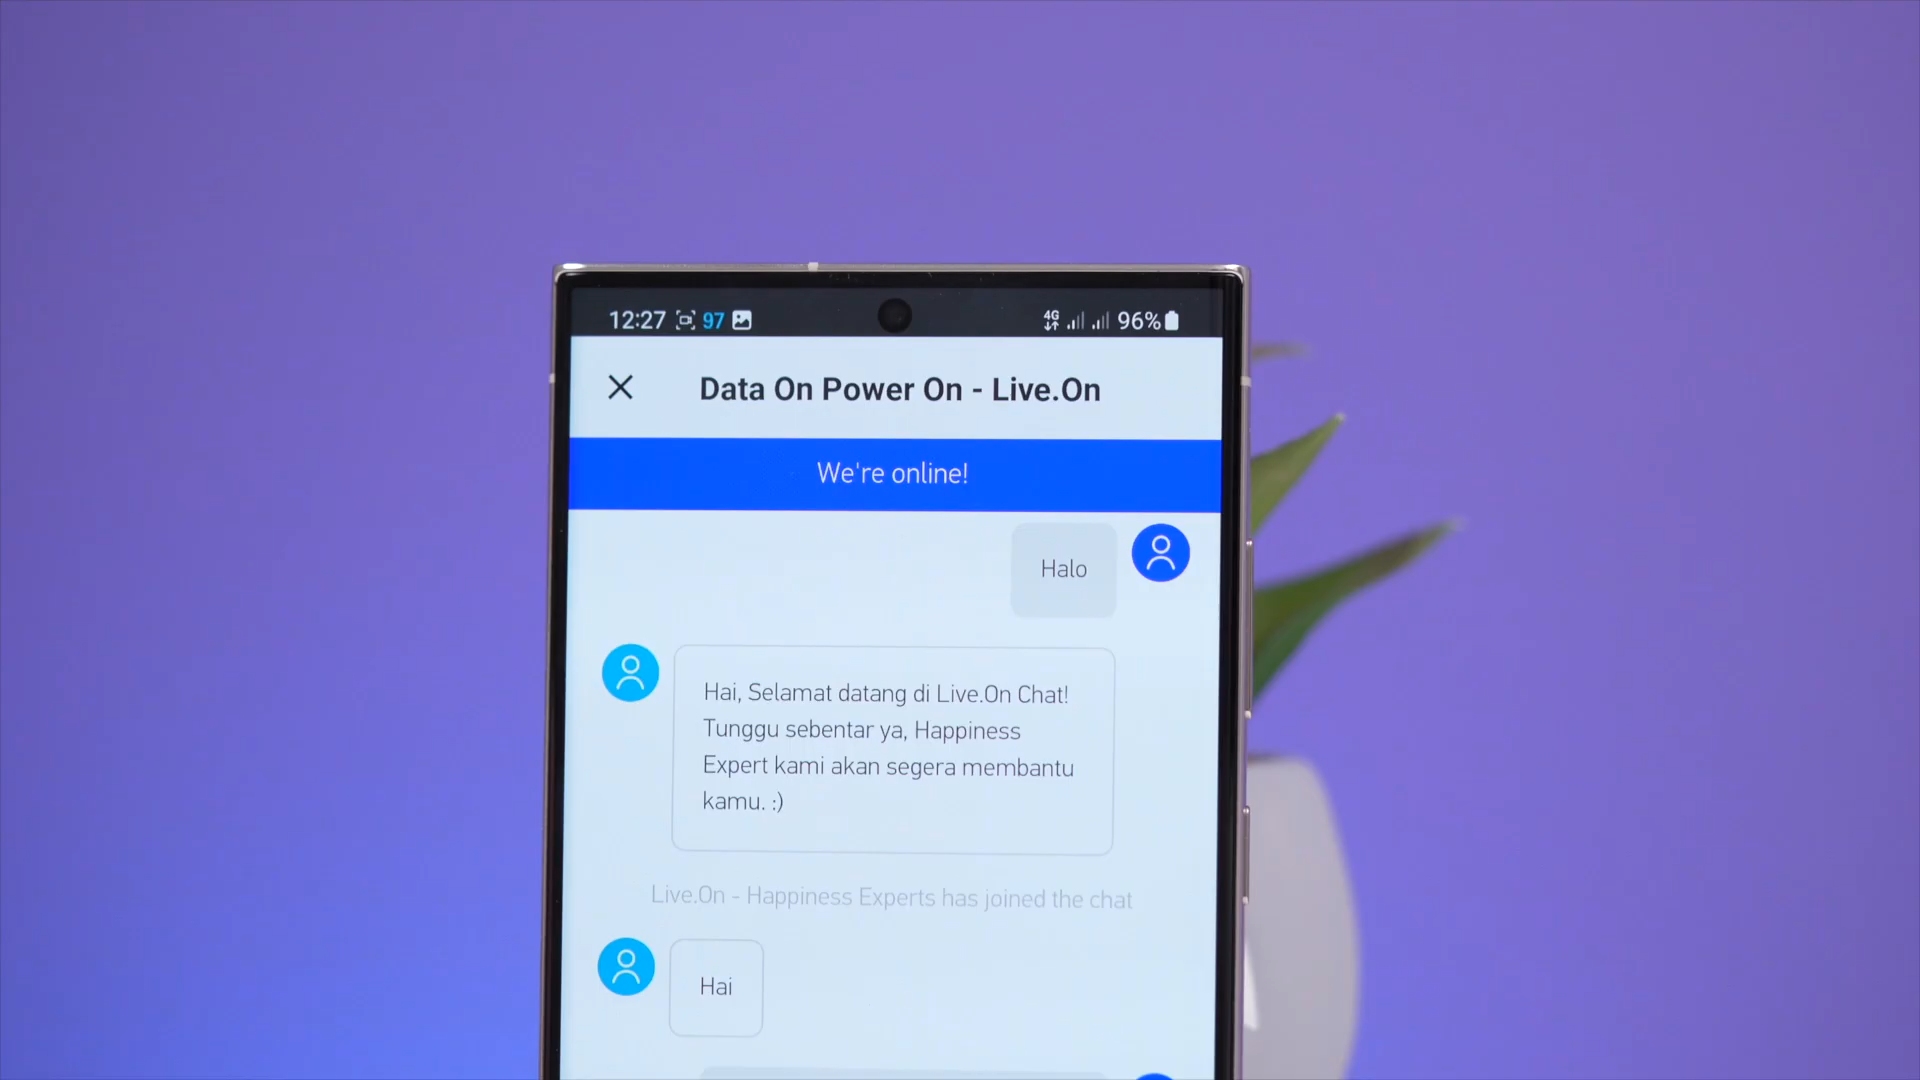 12:27 97 4G 96%
Data On Power On - Live.On
We're online!
Halo
Hai, Selamat datang di Live.On Chat!
Tunggu sebentar ya, Happiness
Expert kami akan segera membantu
kamu. :)
Live.On - Happiness Experts has joined the chat
Hai